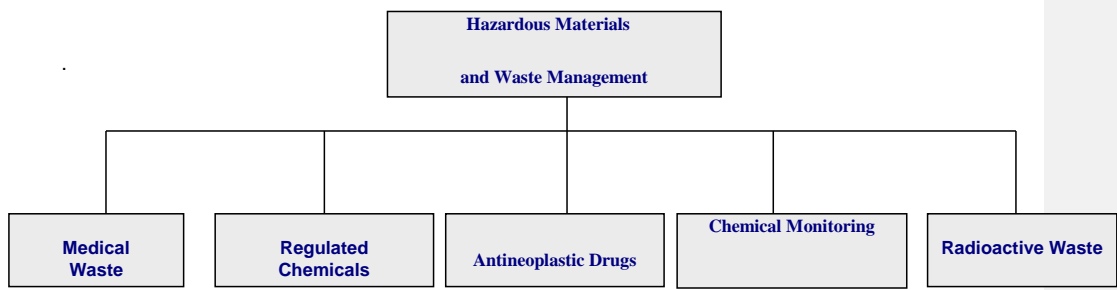 Hazardous Materials
and Waste Management
.
Medical
Waste
Regulated
Chemicals
Antineoplastic Drugs
Chemical Monitoring
Radioactive Waste